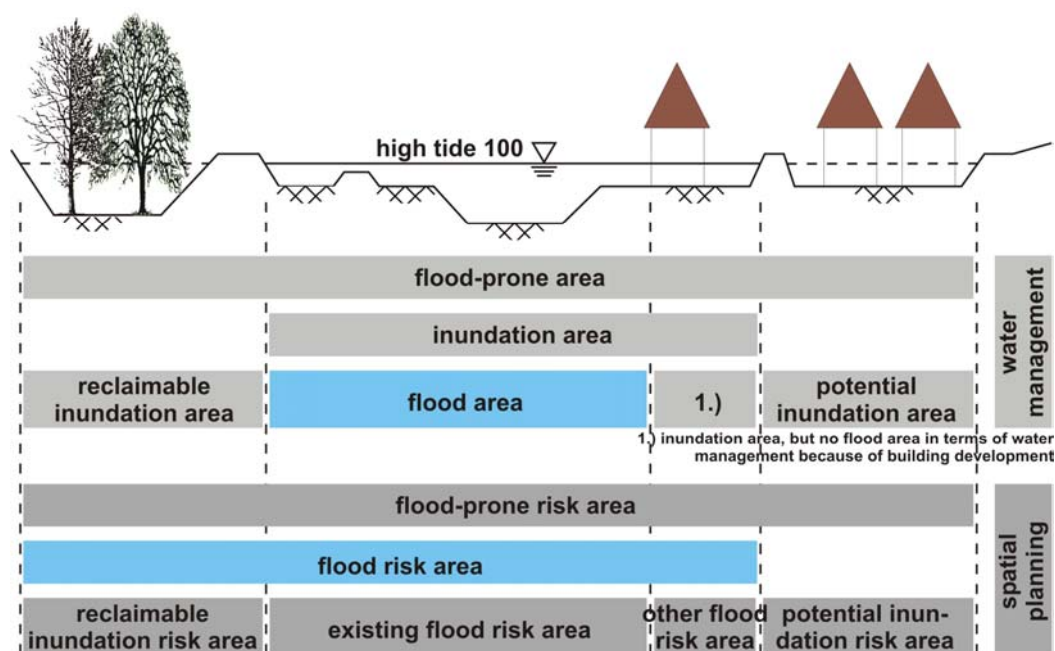 high tide 100
flood-prone area
inundation area
water
management
reclaimable
inundation area
flood area
1.)
potential
inundation area
1.) inundation area, but no flood area in terms of water
management because of building development
flood-prone risk area
flood risk area
spatial
planning
reclaimable
inundation risk area
existing flood risk area
other flood
risk area
potential inun-
dation risk area